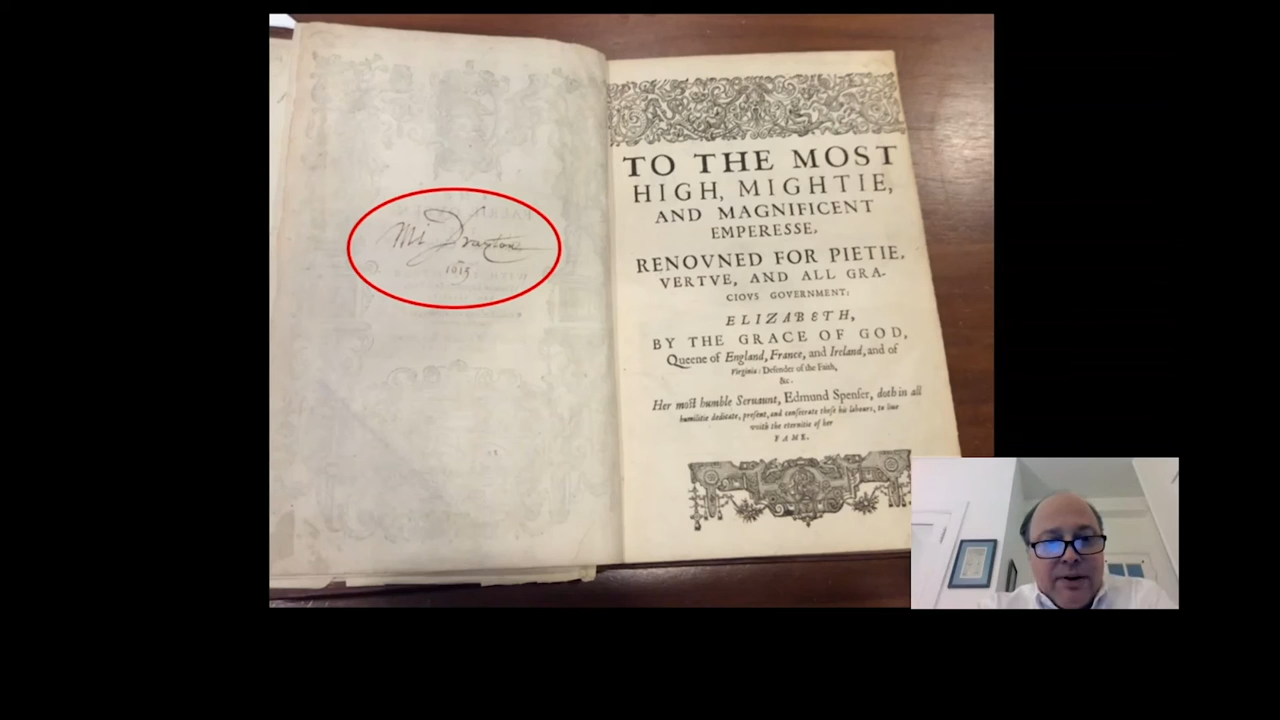 Mi Drayton
1613
TO THE MOST
HIGH, MIGHTIE,
AND MAGNIFICENT
EMPERESSE,
RENOVNED FOR PIETIE,
VERTVE, AND ALL GRA-
CIOVS GOVERNMENT:
ELIZABETH,
BY THE GRACE OF GOD,
Queene of England, France, and Ireland, and of
Virginia: Defender of the Faith,
&c.
Her moſt humble Seruaunt, Edmund Spenſer, doth in all
humilitie dedicate, preſent, and conſecrate theſe his labours, to liue
with the eternitie of her
FAME.